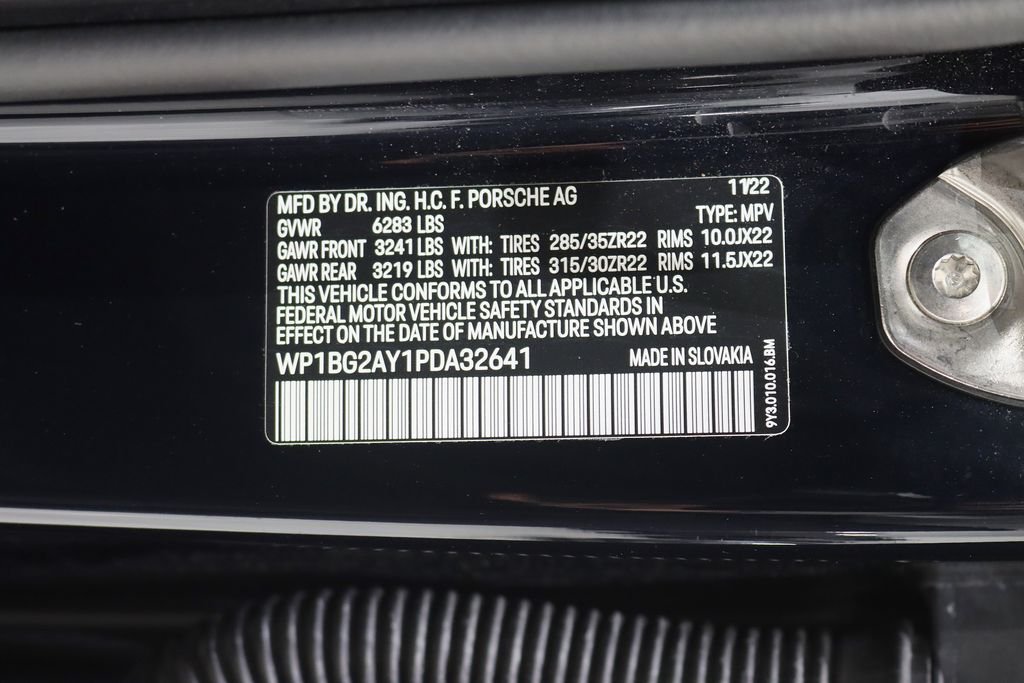 MFD BY DR. ING. H.C. F. PORSCHE AG 11/22
GVWR 6283 LBS TYPE: MPV
GAWR FRONT 3241 LBS WITH: TIRES 285/35ZR22 RIMS 10.0JX22
GAWR REAR 3219 LBS WITH: TIRES 315/30ZR22 RIMS 11.5JX22
THIS VEHICLE CONFORMS TO ALL APPLICABLE U.S.
FEDERAL MOTOR VEHICLE SAFETY STANDARDS IN
EFFECT ON THE DATE OF MANUFACTURE SHOWN ABOVE
WP1BG2AY1PDA32641 MADE IN SLOVAKIA
9Y3.010.016.BM